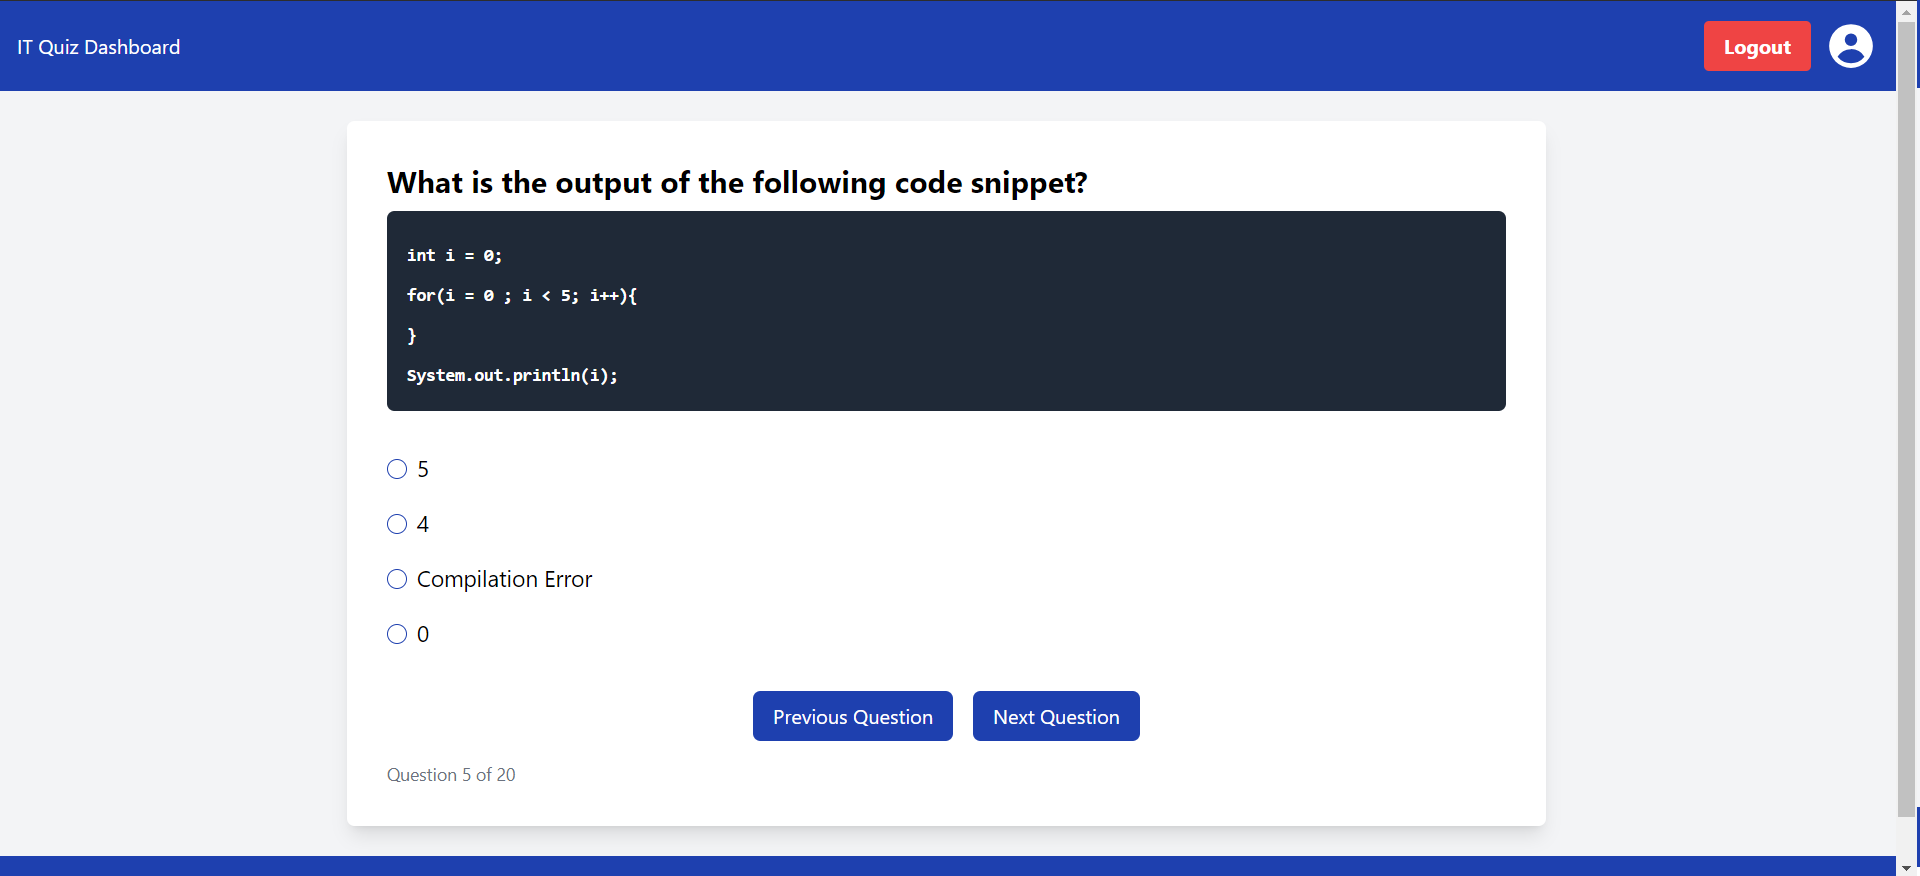 IT Quiz Dashboard
Logout
What is the output of the following code snippet?
int i = 0;
for(i = 0 ; i < 5; i++){
}
System.out.println(i);
5
4
Compilation Error
0
Previous Question
Next Question
Question 5 of 20